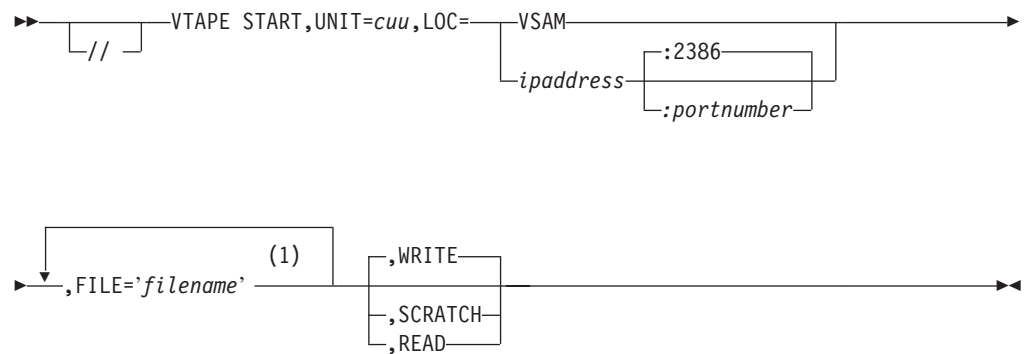 VTAPE START,UNIT=cuu,LOC= VSAM
// :2386
ipaddress
:portnumber
(1) ,WRITE
,FILE=’filename’
,SCRATCH
,READ